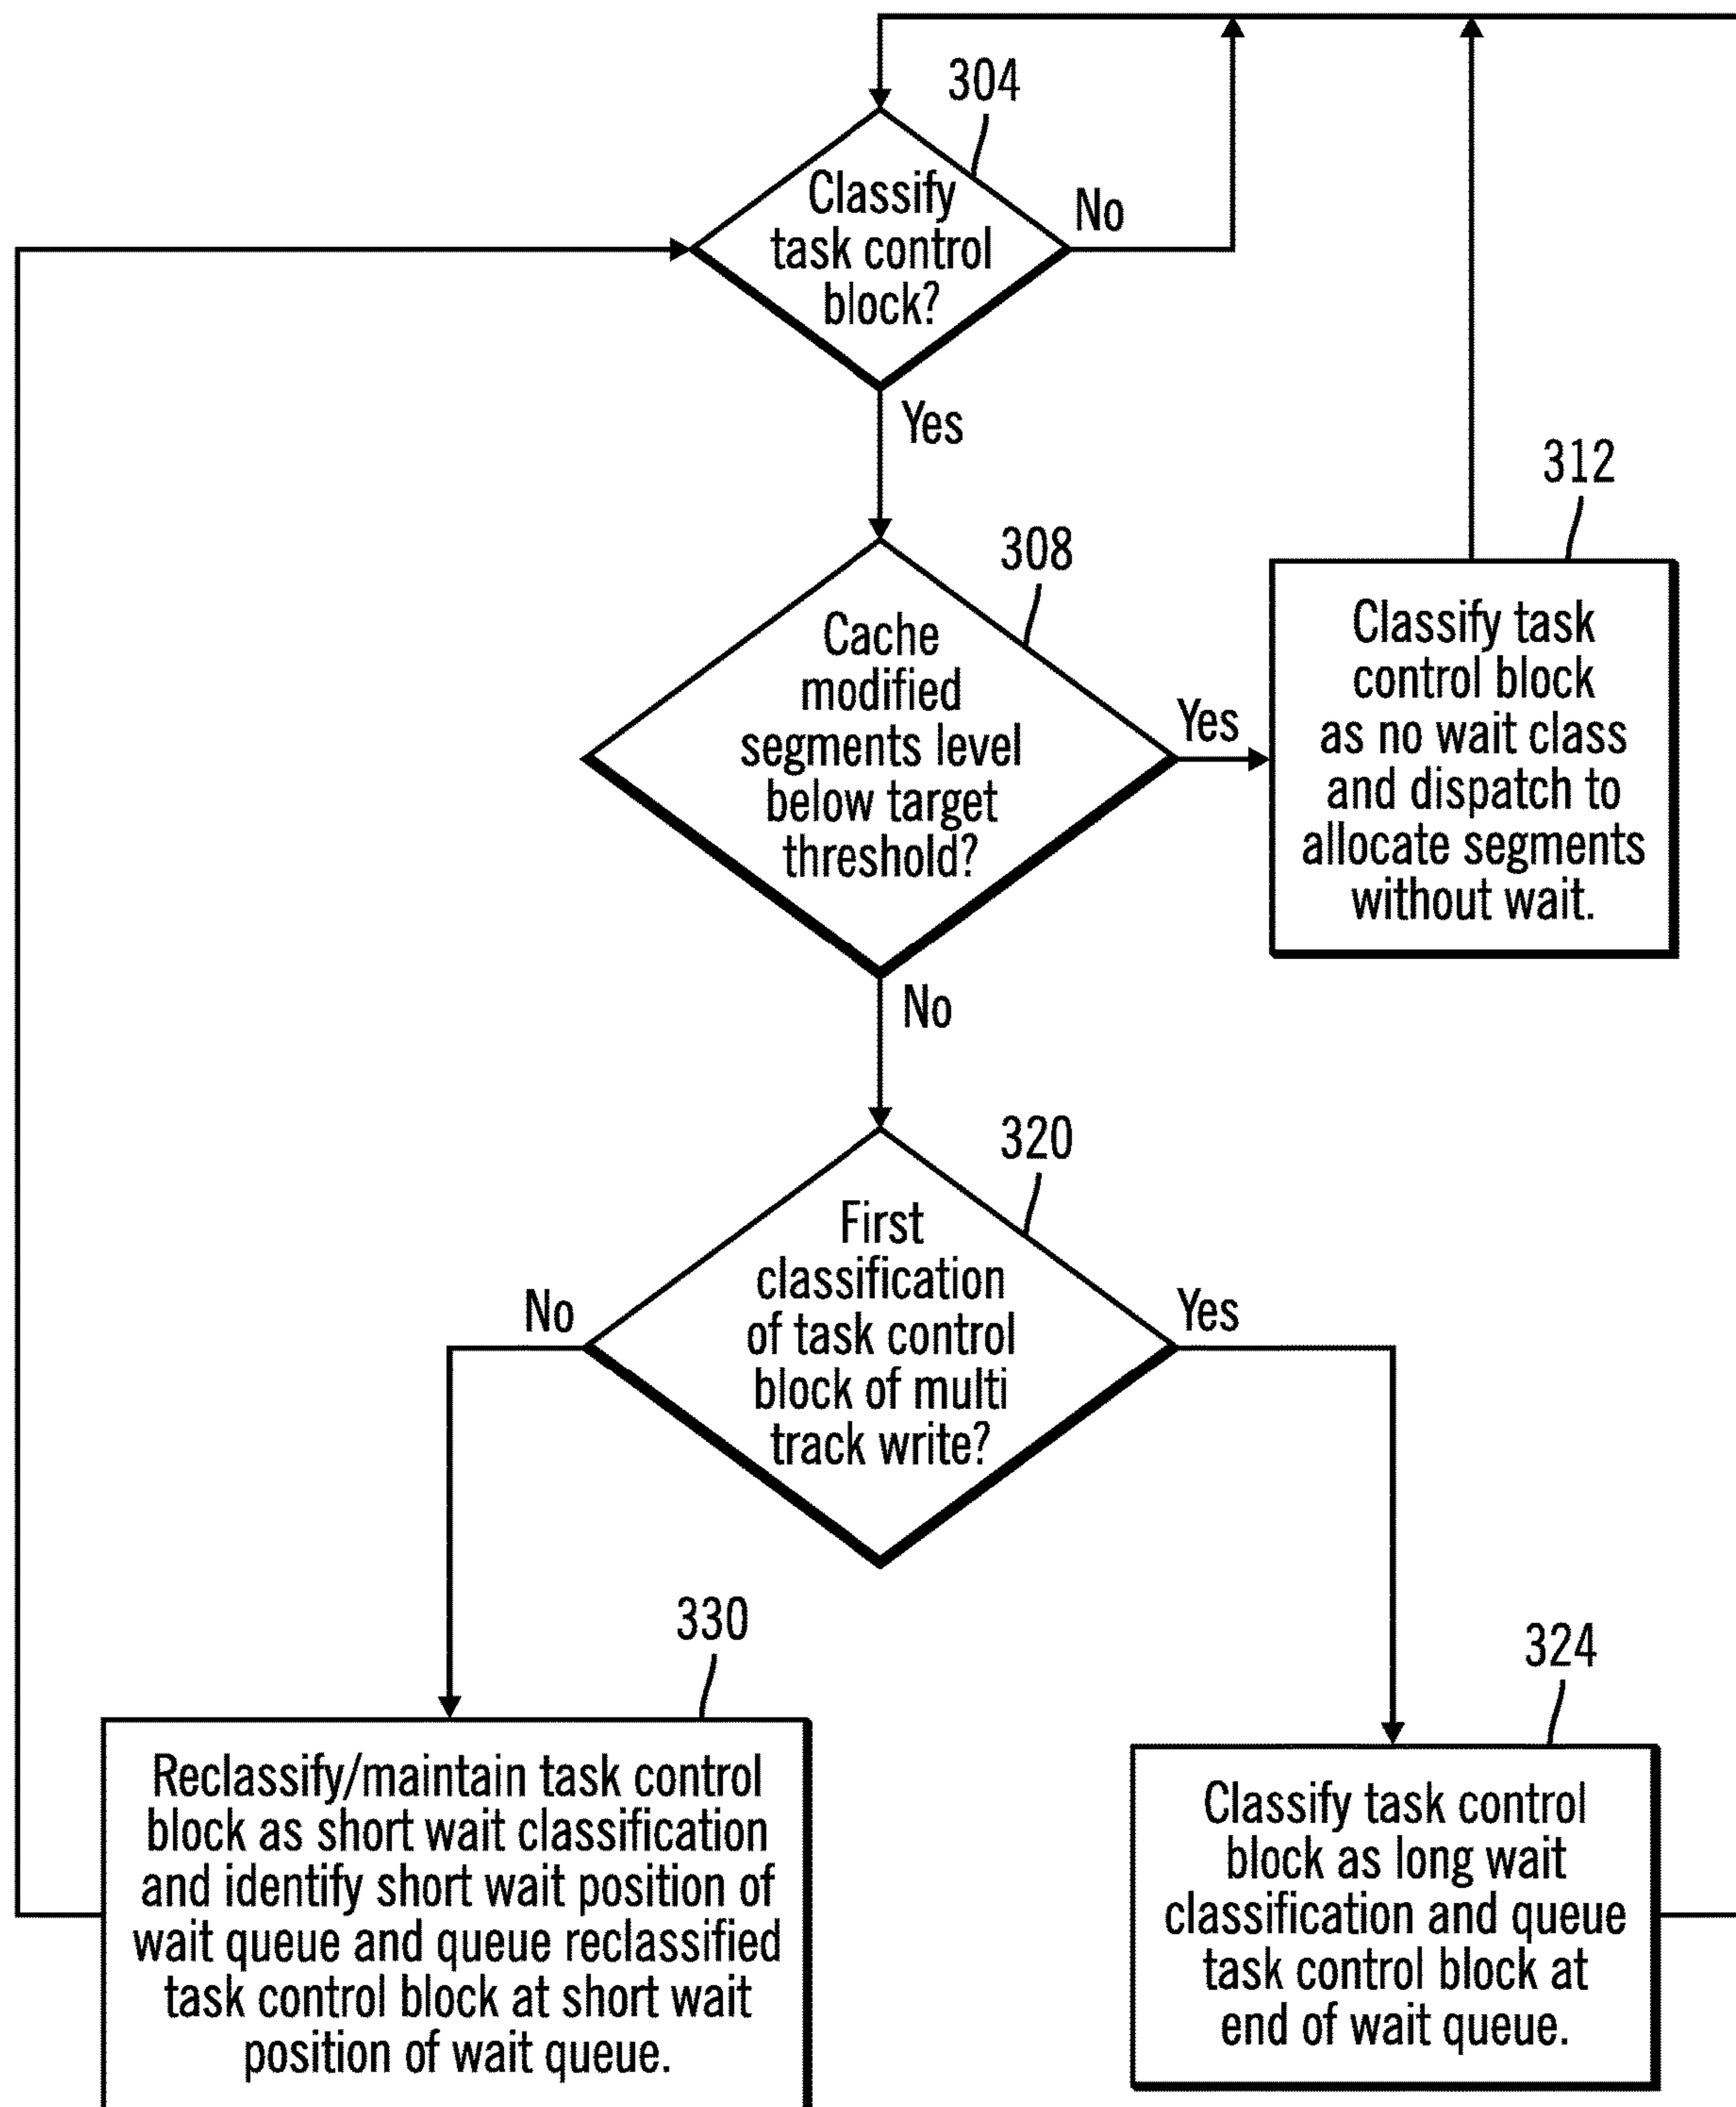 304
Classify
task control
block?
No
Yes
312
308
Cache
modified
segments level
below target
threshold?
Yes
Classify task
control block
as no wait class
and dispatch to
allocate segments
without wait.
No
320
First
classification
of task control
block of multi
track write?
No
Yes
330
324
Reclassify/maintain task control
block as short wait classification
and identify short wait position of
wait queue and queue reclassified
task control block at short wait
position of wait queue.
Classify task control
block as long wait
classification and queue
task control block at
end of wait queue.